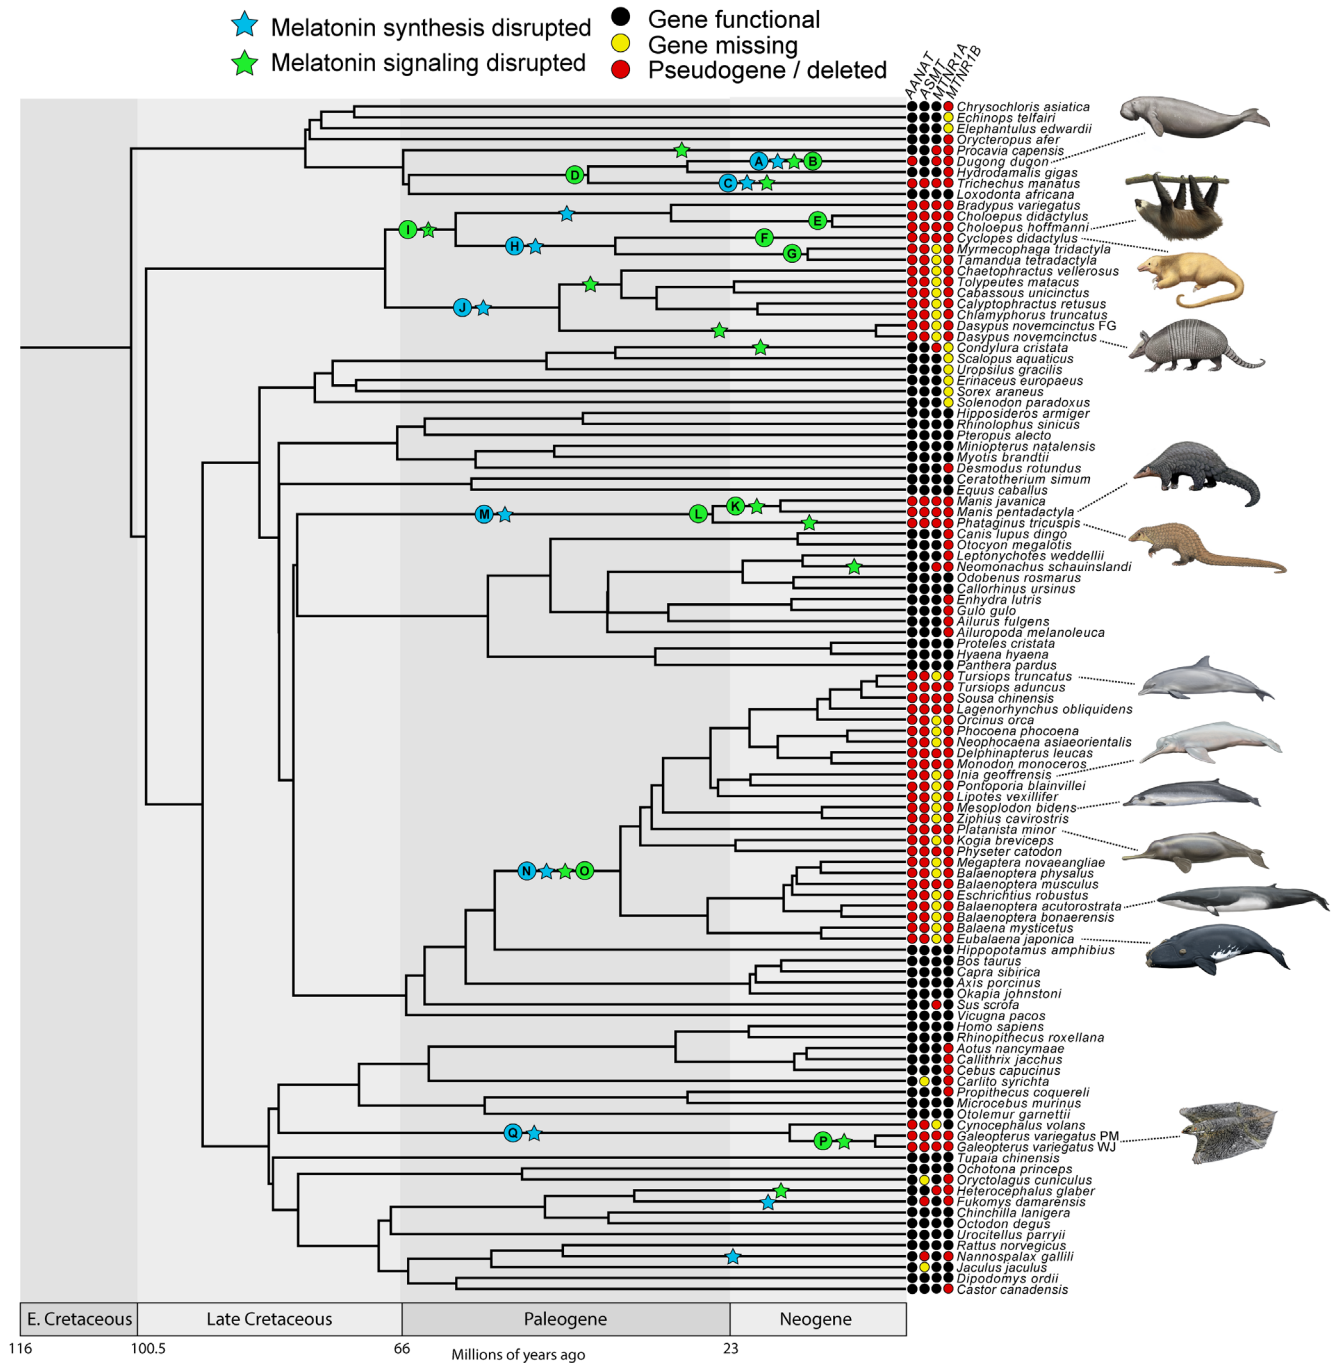 Melatonin synthesis disrupted
Melatonin signaling disrupted
Gene functional
Gene missing
Pseudogene / deleted
AANAT
ASMT
MTNR1A
MTNR1B
Chrysochloris asiatica
Echinops telfairi
Elephantulus edwardii
Orycteropus afer
Procavia capensis
A B Dugong dugon
D Hydrodamalis gigas
C Trichechus manatus
Loxodonta africana
Bradypus variegatus
E Choloepus didactylus
I Choloepus hoffmanni
F Cyclopes didactylus
H Myrmecophaga tridactyla
G Tamandua tetradactyla
Chaetophractus vellerosus
Tolypeutes matacus
Cabassous unicinctus
J Calyptophractus retusus
Chlamyphorus truncatus
Dasypus novemcinctus FG
Dasypus novemcinctus
Condylura cristata
Scalopus aquaticus
Uropsilus gracilis
Erinaceus europaeus
Sorex araneus
Solenodon paradoxus
Hipposideros armiger
Rhinolophus sinicus
Pteropus alecto
Miniopterus natalensis
Myotis brandtii
Desmodus rotundus
Ceratotherium simum
Equus caballus
K Manis javanica
M L Manis pentadactyla
Phataginus tricuspis
Canis lupus dingo
Otocyon megalotis
Leptonychotes weddellii
Neomonachus schauinslandi
Odobenus rosmarus
Callorhinus ursinus
Enhydra lutris
Gulo gulo
Ailurus fulgens
Ailuropoda melanoleuca
Proteles cristata
Hyaena hyaena
Panthera pardus
Tursiops truncatus
Tursiops aduncus
Sousa chinensis
Lagenorhynchus obliquidens
Orcinus orca
Phocoena phocoena
Neophocaena asiaeorientalis
Delphinapterus leucas
Monodon monoceros
Inia geoffrensis
Pontoporia blainvillei
Lipotes vexillifer
Mesoplodon bidens
Ziphius cavirostris
Platanista minor
Kogia breviceps
Physeter catodon
Megaptera novaeangliae
N O Balaenoptera physalus
Balaenoptera musculus
Eschrichtius robustus
Balaenoptera acutorostrata
Balaenoptera bonaerensis
Balaena mysticetus
Eubalaena japonica
Hippopotamus amphibius
Bos taurus
Capra sibirica
Axis porcinus
Okapia johnstoni
Sus scrofa
Vicugna pacos
Homo sapiens
Rhinopithecus roxellana
Aotus nancymaae
Callithrix jacchus
Cebus capucinus
Carlito syrichta
Propithecus coquereli
Microcebus murinus
Otolemur garnettii
Cynocephalus volans
Q P Galeopterus variegatus PM
Galeopterus variegatus WJ
Tupaia chinensis
Ochotona princeps
Oryctolagus cuniculus
Heterocephalus glaber
Fukomys damarensis
Chinchilla lanigera
Octodon degus
Urocitellus parryii
Rattus norvegicus
Nannospalax gallili
Jaculus jaculus
Dipodomys ordii
Castor canadensis
E. Cretaceous Late Cretaceous Paleogene Neogene
116 100.5 66 23
Millions of years ago